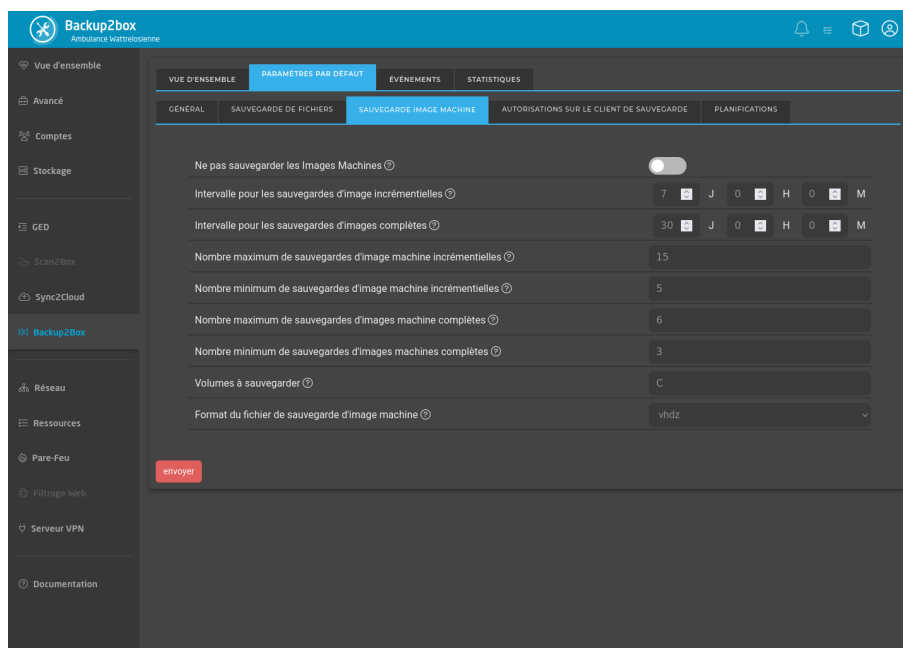 Backup2box
Ambulance Wattrelosienne
Vue d'ensemble
Avancé
Comptes
Stockage
GED
Scan2Box
Sync2Cloud
Backup2Box
Réseau
Ressources
Pare-Feu
Filtrage Web
Serveur VPN
Documentation
VUE D'ENSEMBLE PARAMÈTRES PAR DÉFAUT ÉVÉNEMENTS STATISTIQUES
GÉNÉRAL SAUVEGARDE DE FICHIERS SAUVEGARDE IMAGE MACHINE AUTORISATIONS SUR LE CLIENT DE SAUVEGARDE PLANIFICATIONS
Ne pas sauvegarder les Images Machines
Intervalle pour les sauvegardes d'image incrémentielles 7 J 0 H 0 M
Intervalle pour les sauvegardes d'images complètes 30 J 0 H 0 M
Nombre maximum de sauvegardes d'image machine incrémentielles 15
Nombre minimum de sauvegardes d'image machine incrémentielles 5
Nombre maximum de sauvegardes d'images machine complètes 6
Nombre minimum de sauvegardes d'images machines complètes 3
Volumes à sauvegarder C
Format du fichier de sauvegarde d'image machine vhdz
envoyer